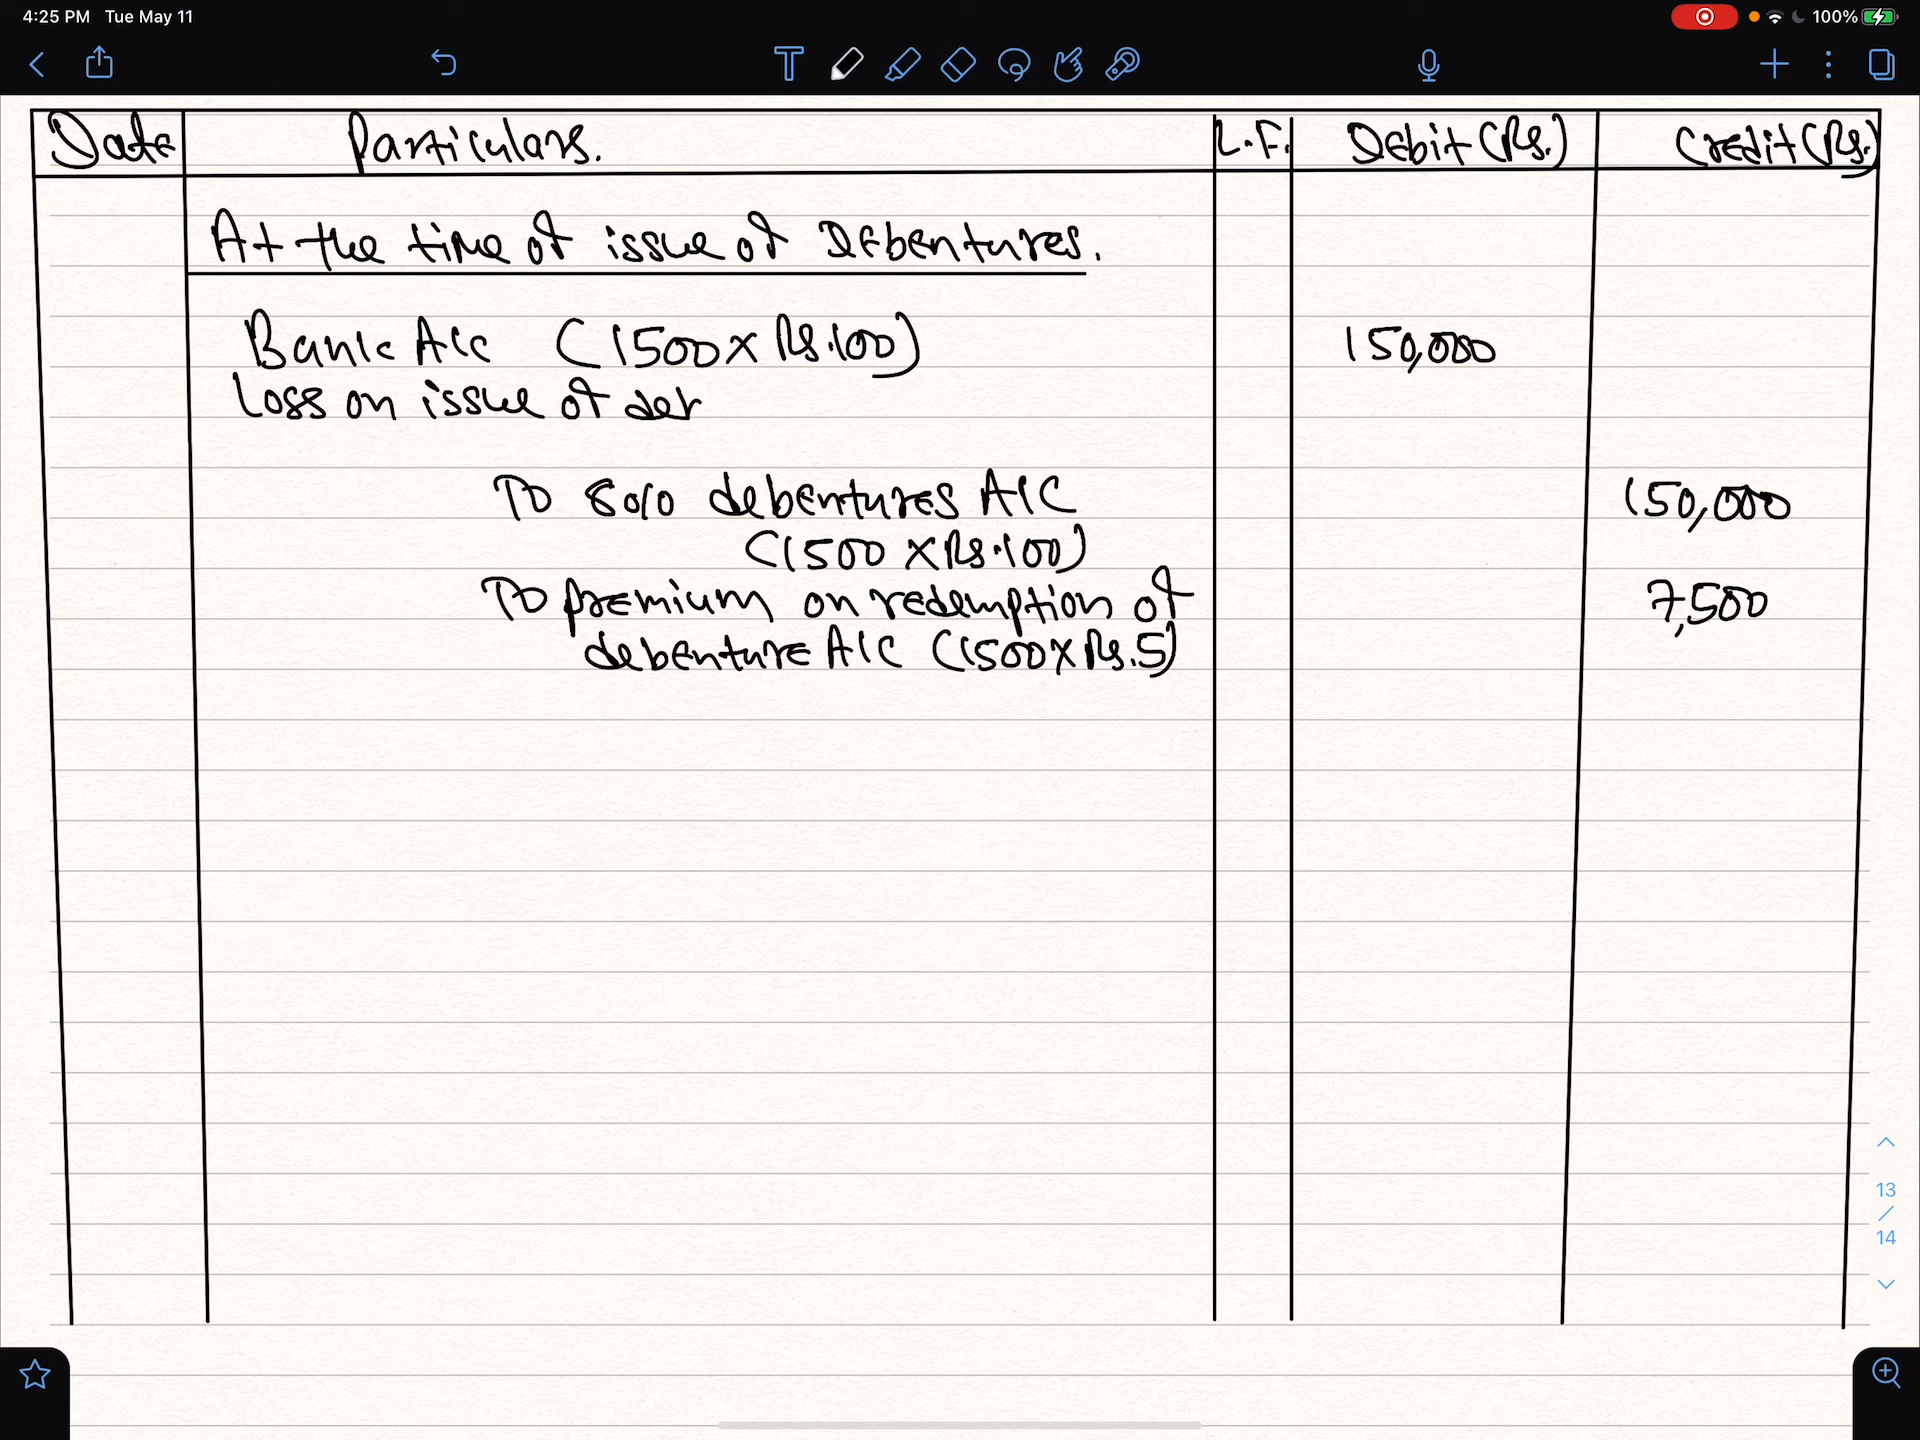 4:25 PM Tue May 11 100%
Date Particulars. L.F. Debit (Rs.) Credit (Rs.)
At the time of issue of Debentures.
Bank A/c (1500 x Rs.100) 150,000
Loss on issue of deb
To 8% debentures A/C 150,000
(1500 x Rs.100)
To premium on redemption of 7,500
debenture A/C (1500 x Rs.5)
13
/
14